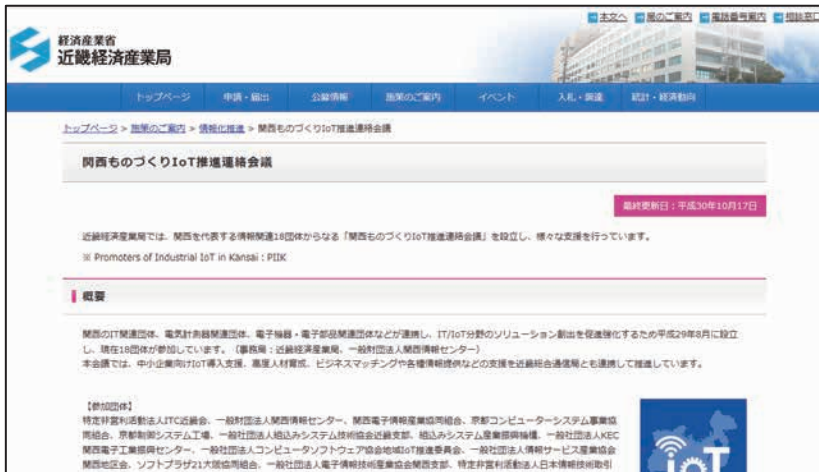 本文へ 局のご案内 電話番号案内 相談窓口
経済産業省
近畿経済産業局
トップページ 申請・届出 公募情報 施策のご案内 イベント 入札・調達 統計・経済動向
トップページ > 施策のご案内 > 情報化推進 > 関西ものづくりIoT推進連絡会議
関西ものづくりIoT推進連絡会議
最終更新日：平成30年10月17日
近畿経済産業局では、関西を代表する情報関連18団体からなる「関西ものづくりIoT推進連絡会議」を設立し、様々な支援を行っています。
※ Promoters of Industrial IoT in Kansai : PIIK
概要
関西のIT関連団体、電気計測器関連団体、電子機器・電子部品関連団体などが連携し、IT/IoT分野のソリューション創出を促進強化するため平成29年8月に設立
し、現在18団体が参加しています。（事務局：近畿経済産業局、一般財団法人関西情報センター）
本会議では、中小企業向けIoT導入支援、高度人材育成、ビジネスマッチングや各種情報提供などの支援を近畿総合通信局とも連携して推進しています。
【参加団体】
特定非営利活動法人ITC近畿会、一般財団法人関西情報センター、関西電子情報産業協同組合、京都コンピューターシステム事業協
同組合、京都制御システム工場、一般社団法人組込みシステム技術協会近畿支部、組込みシステム産業振興機構、一般社団法人KEC
関西電子工業振興センター、一般社団法人コンピュータソフトウェア協会地域IoT推進委員会、一般社団法人情報サービス産業協会
関西地区会、ソフトプラザ21大阪協同組合、一般社団法人電子情報技術産業協会関西支部、特定非営利活動法人日本情報技術取引
IoT